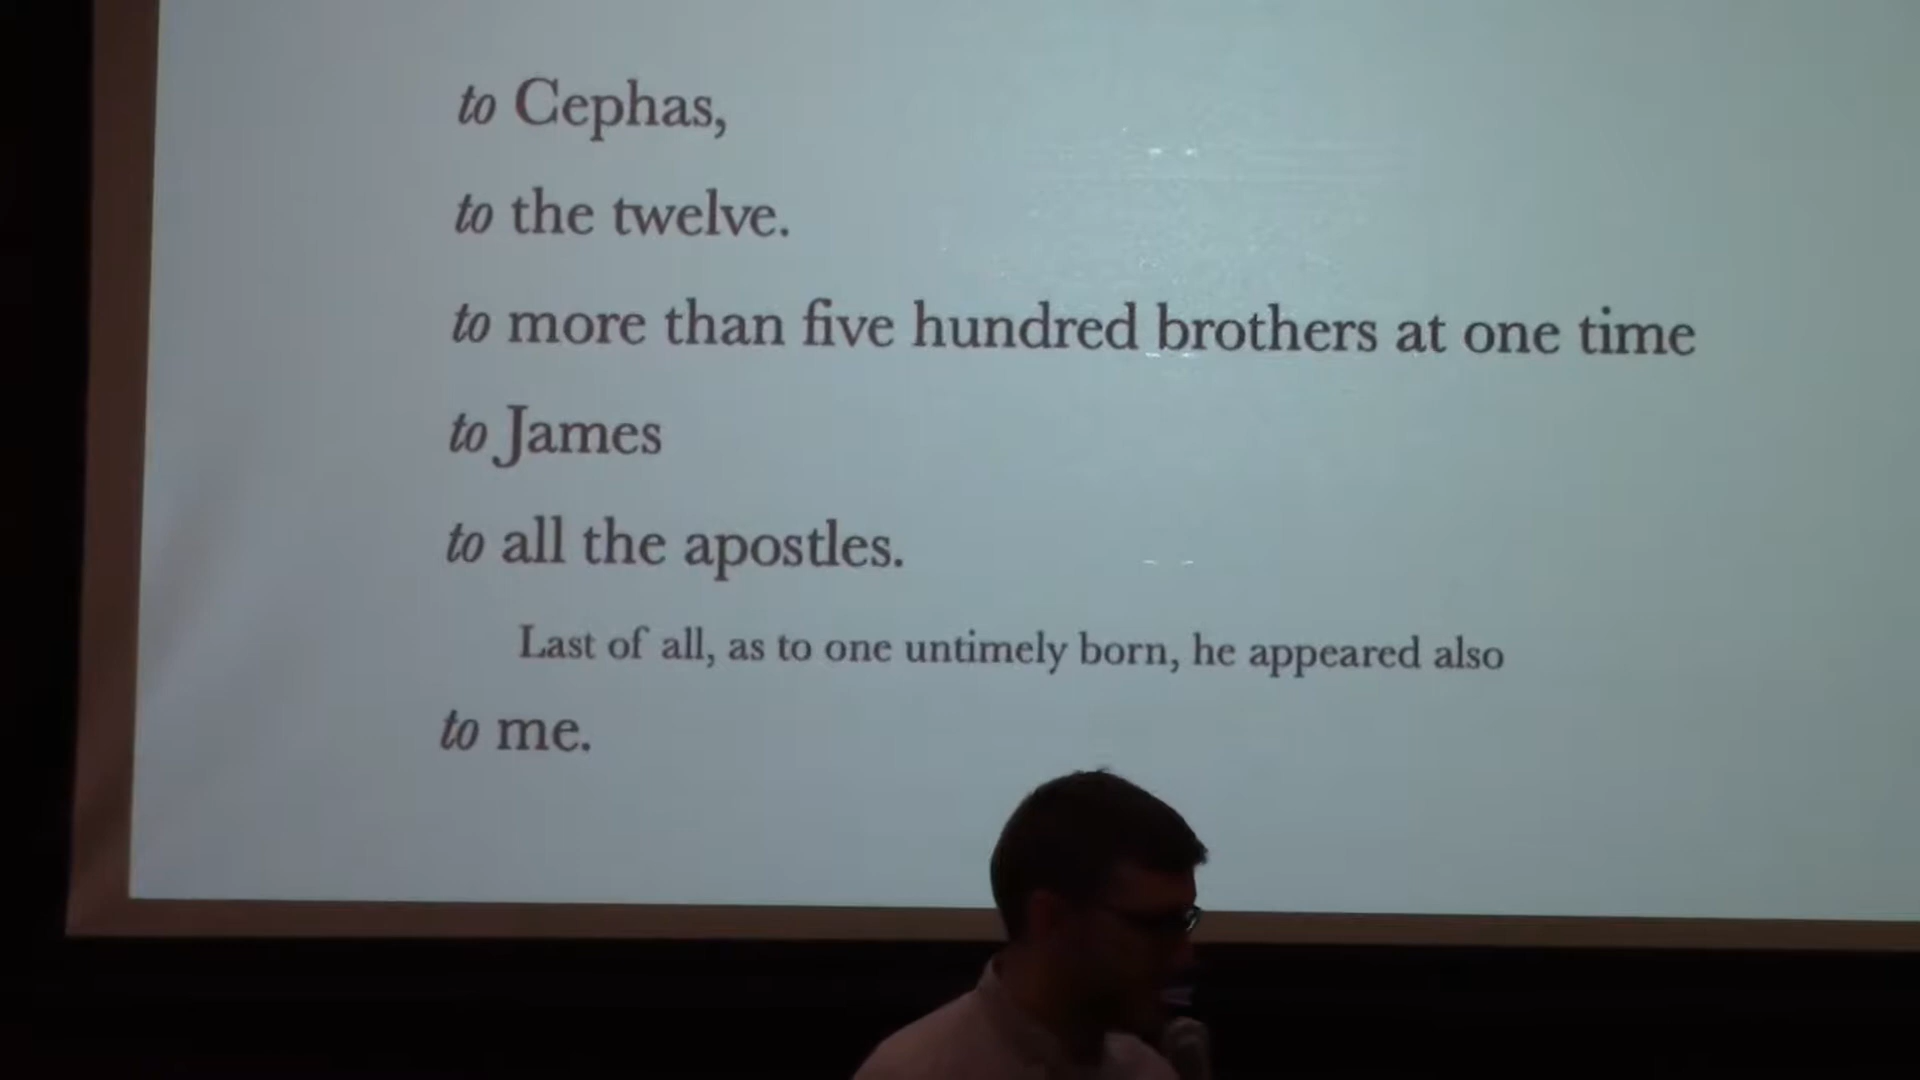 to Cephas,
to the twelve.
to more than five hundred brothers at one time
to James
to all the apostles.
Last of all, as to one untimely born, he appeared also
to me.